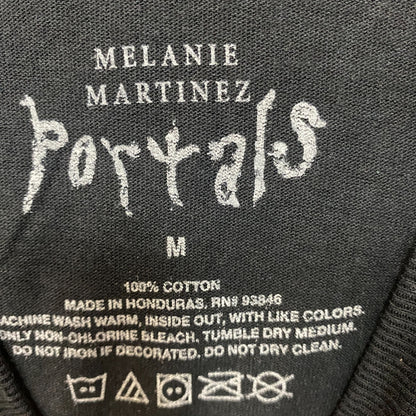 MELANIE
MARTINEZ
PORTALS
M
100% COTTON
MADE IN HONDURAS, RN# 93846
MACHINE WASH WARM, INSIDE OUT, WITH LIKE COLORS.
ONLY NON-CHLORINE BLEACH. TUMBLE DRY MEDIUM.
DO NOT IRON IF DECORATED. DO NOT DRY CLEAN.